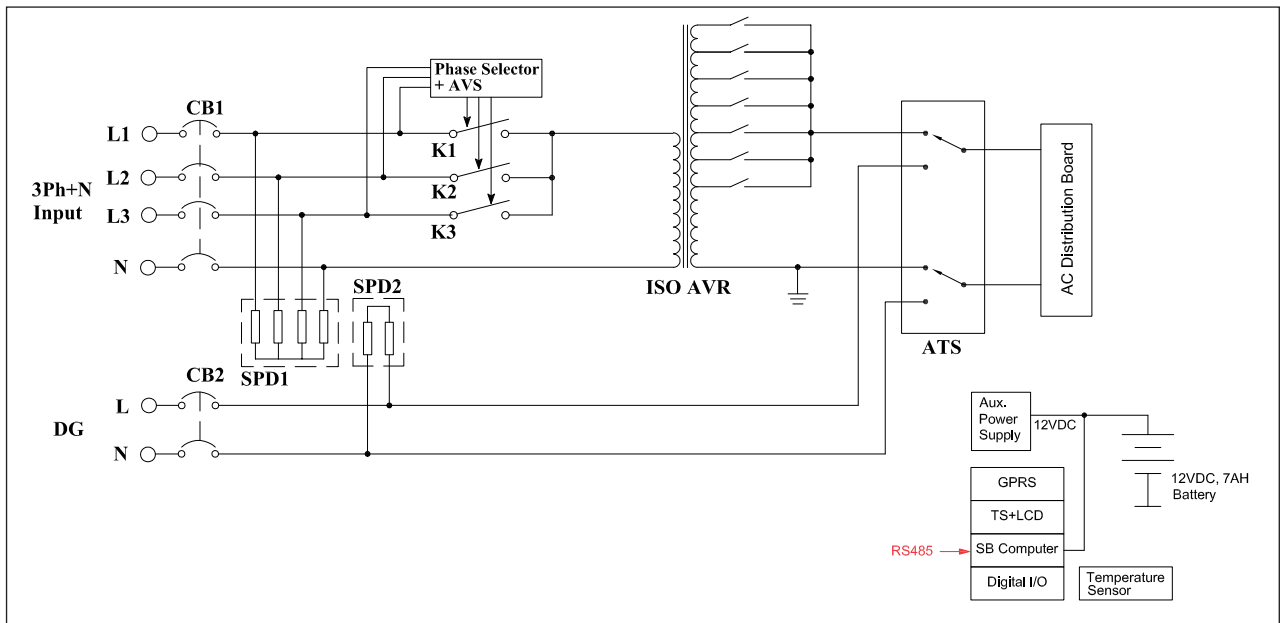 Phase Selector
+ AVS
CB1
L1
K1
L2
3Ph+N
Input
K2
L3
K3
N
ISO AVR
AC Distribution Board
SPD2
ATS
SPD1
CB2
L
DG
N
Aux.
Power
Supply
12VDC
12VDC, 7AH
Battery
GPRS
TS+LCD
RS485
SB Computer
Digital I/O
Temperature
Sensor